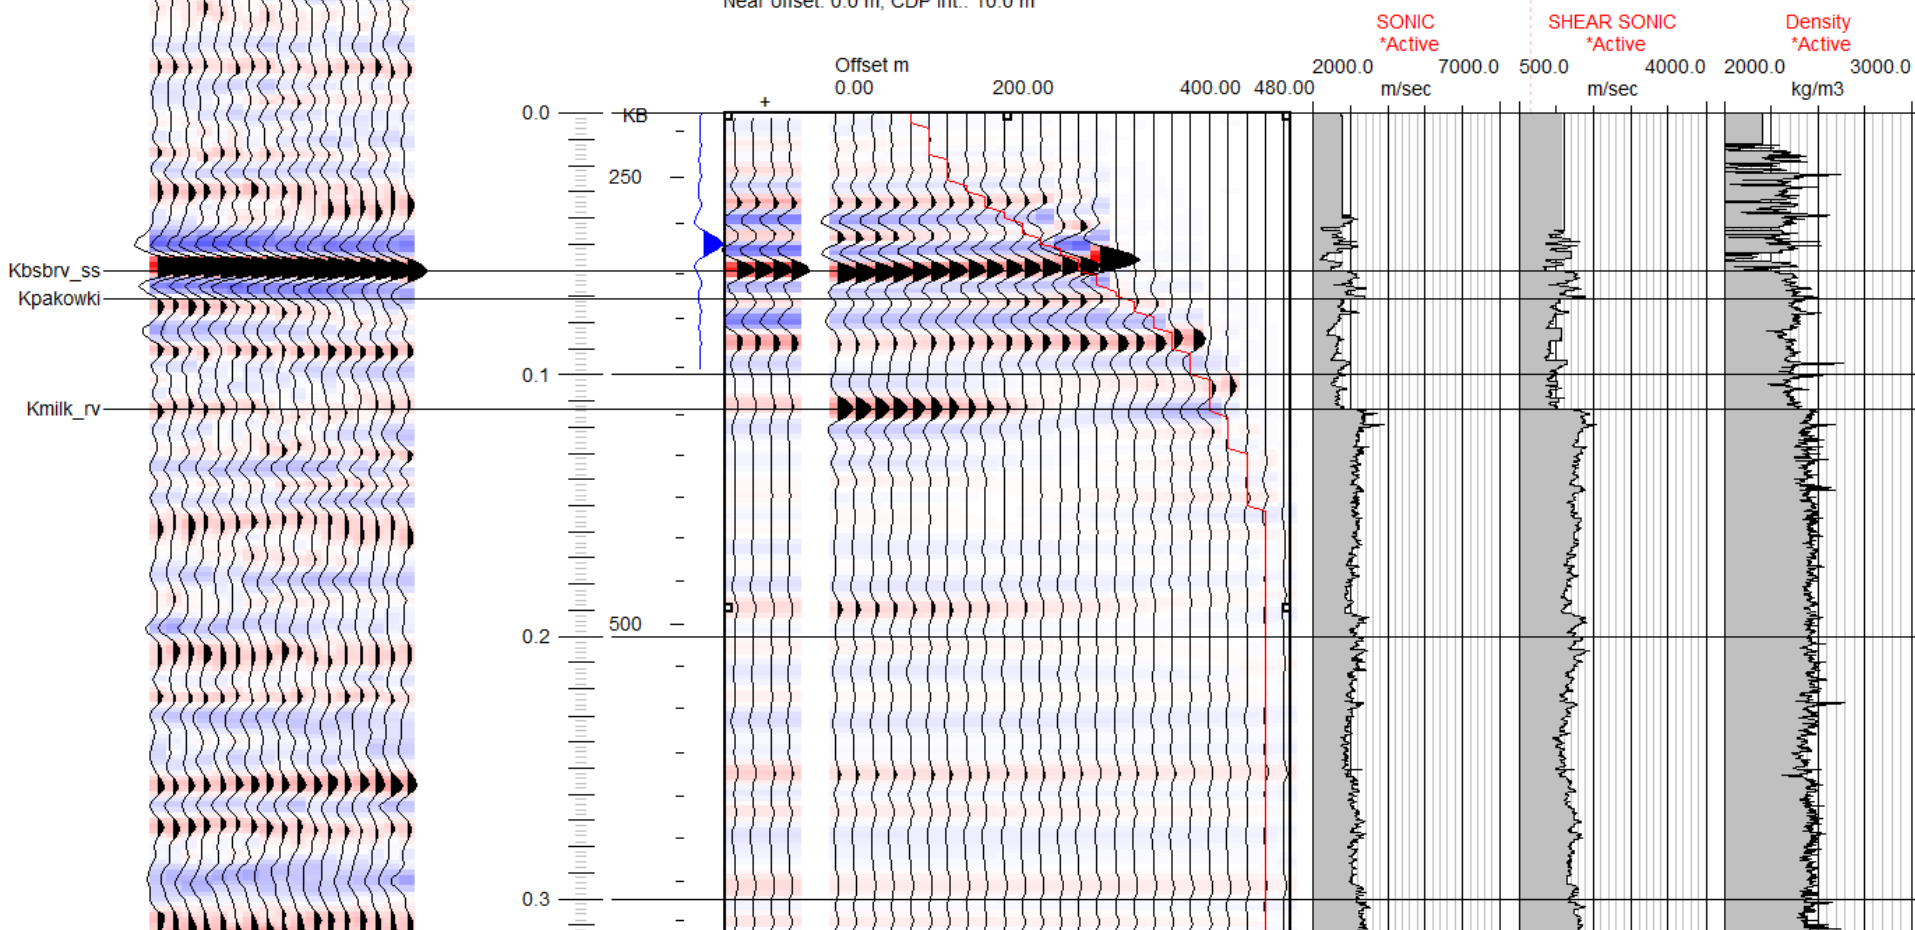 Near offset: 0.0 m, CDP int.: 10.0 m
SONIC SHEAR SONIC Density
*Active *Active *Active
Offset m 2000.0 7000.0 500.0 4000.0 2000.0 3000.0
0.00 200.00 400.00 480.00 m/sec m/sec kg/m3
+
0.0 KB
250
Kbsbrv_ss
Kpakowki
0.1
Kmilk_rv
500
0.2
0.3